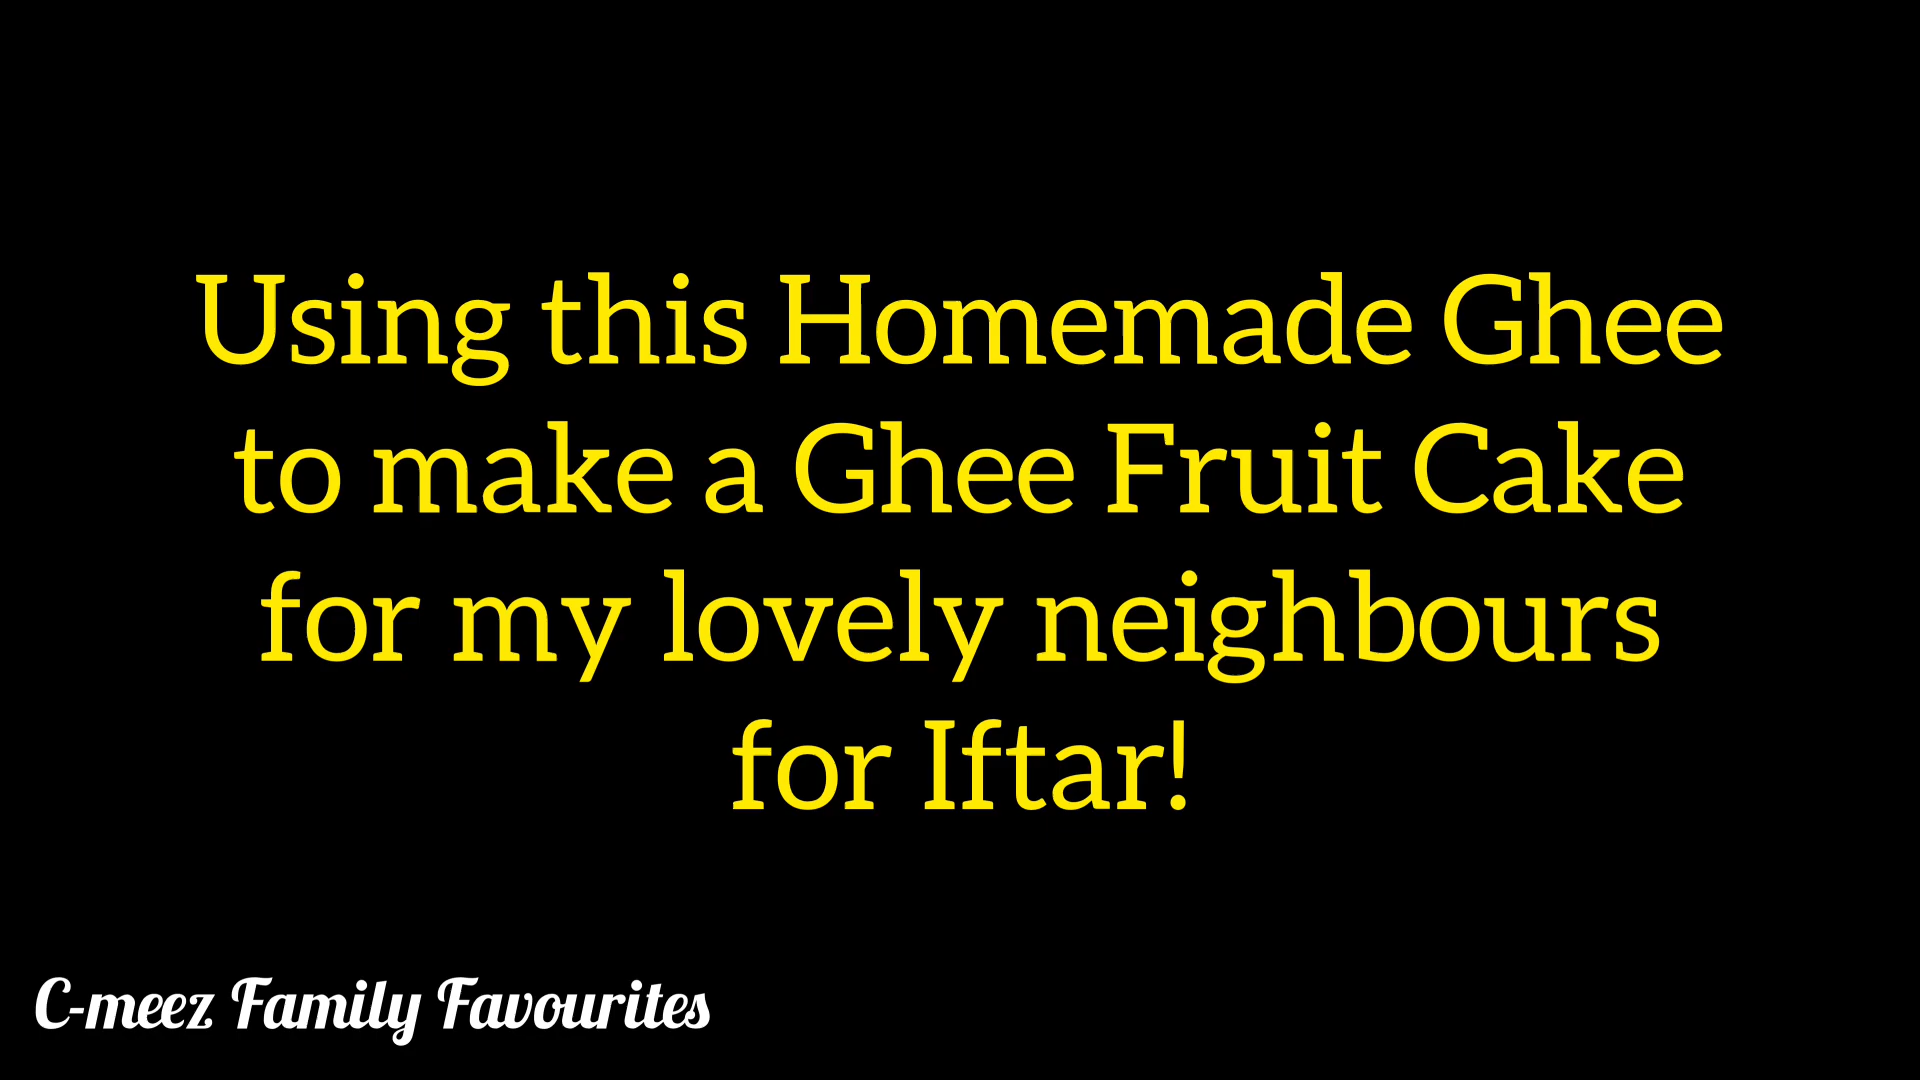 Using this Homemade Ghee
to make a Ghee Fruit Cake
for my lovely neighbours
for Iftar!
C-meez Family Favourites